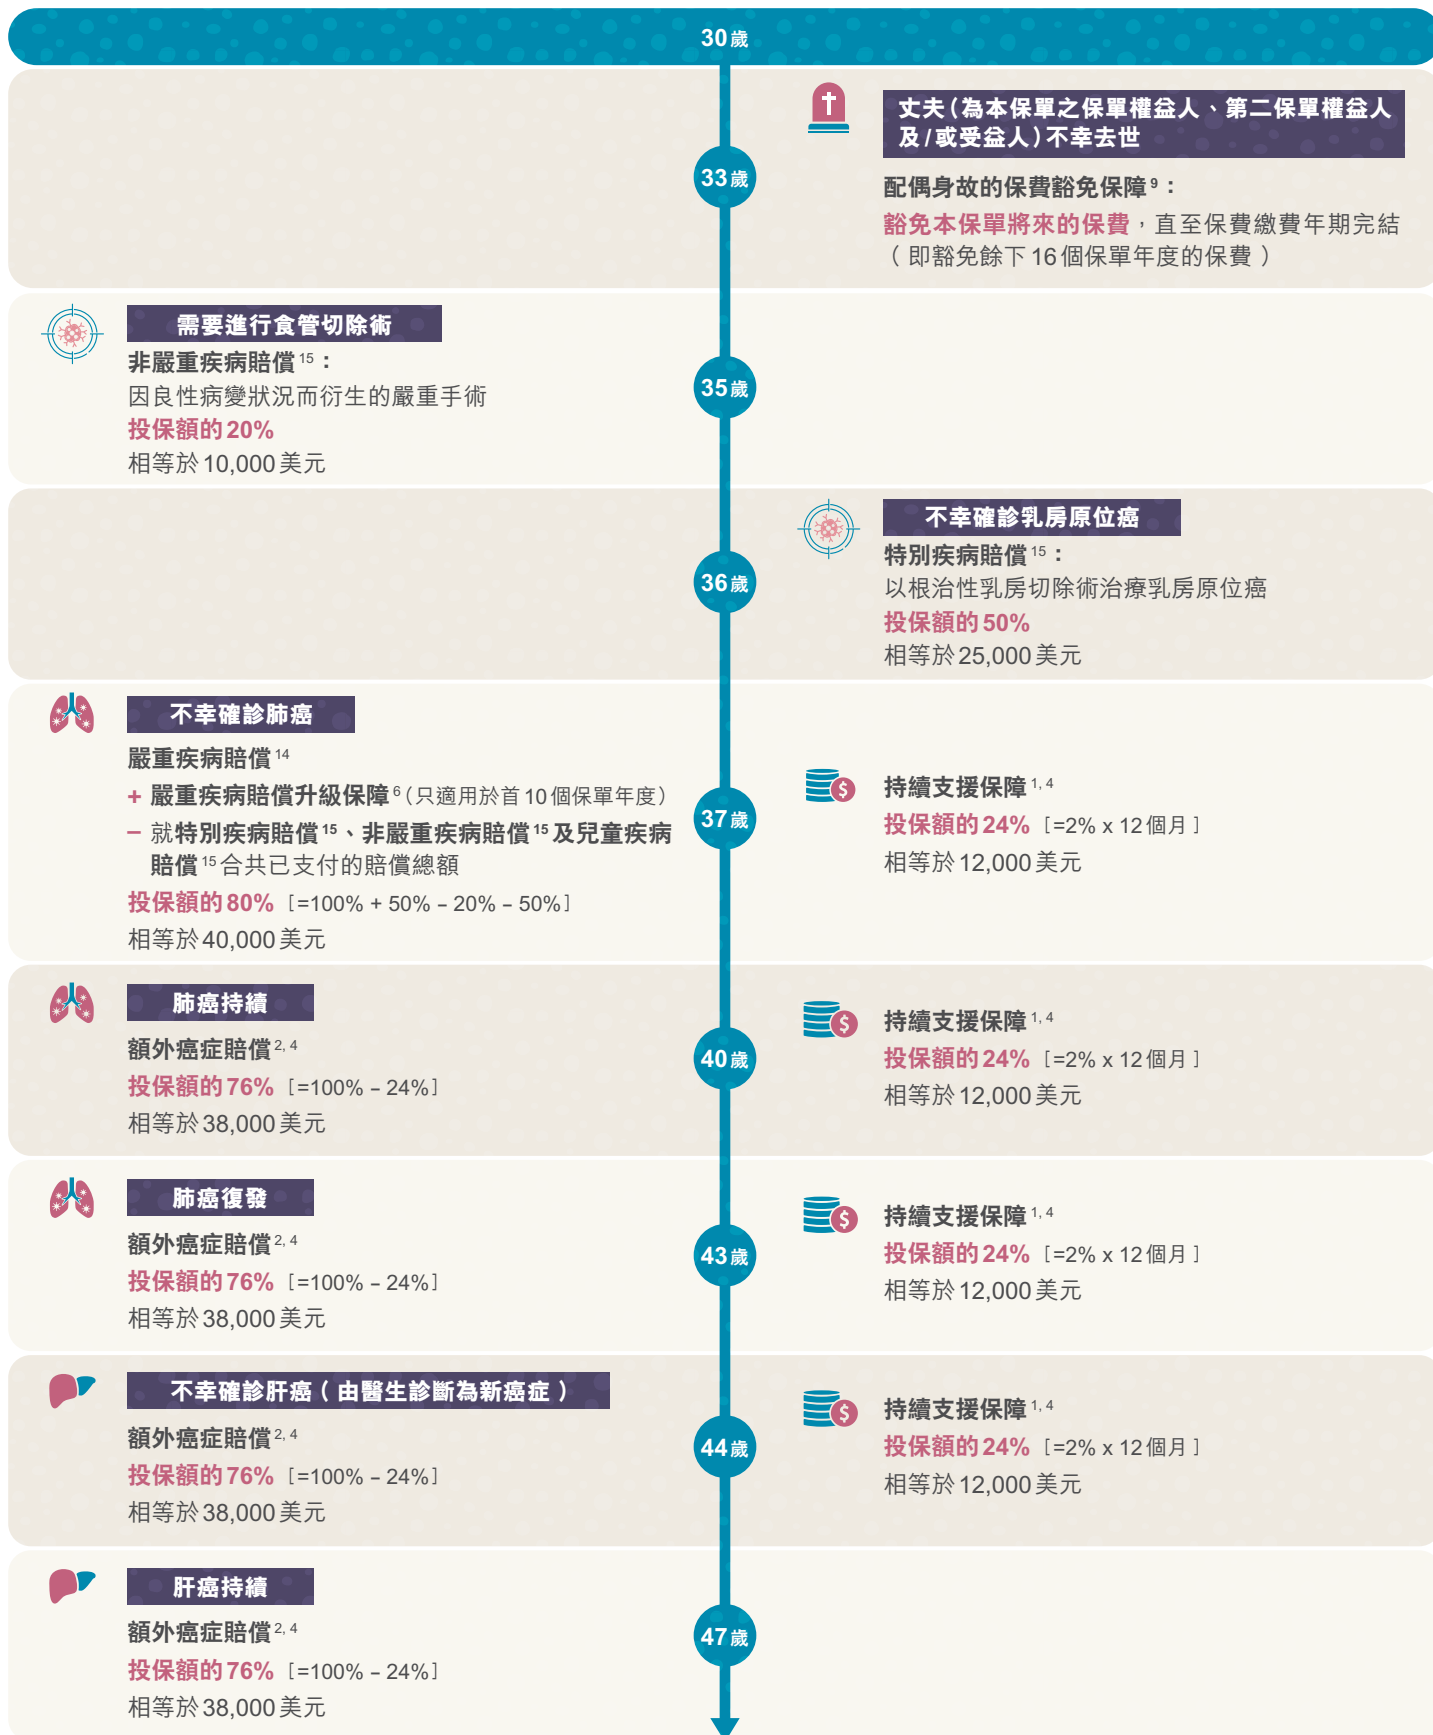 30歲
33歲
丈夫(為本保單之保單權益人、第二保單權益人
及/或受益人)不幸去世
配偶身故的保費豁免保障9：
豁免本保單將來的保費，直至保費繳費年期完結
（即豁免餘下16個保單年度的保費）
35歲
需要進行食管切除術
非嚴重疾病賠償15：
因良性病變狀況而衍生的嚴重手術
投保額的20%
相等於10,000美元
36歲
不幸確診乳房原位癌
特別疾病賠償15：
以根治性乳房切除術治療乳房原位癌
投保額的50%
相等於25,000美元
37歲
不幸確診肺癌
嚴重疾病賠償14
+ 嚴重疾病賠償升級保障6(只適用於首10個保單年度)
– 就特別疾病賠償15、非嚴重疾病賠償15及兒童疾病
賠償15合共已支付的賠償總額
投保額的80% [=100% + 50% – 20% – 50%]
相等於40,000美元
持續支援保障1, 4
投保額的24% [=2% x 12個月]
相等於12,000美元
40歲
肺癌持續
額外癌症賠償2, 4
投保額的76% [=100% – 24%]
相等於38,000美元
持續支援保障1, 4
投保額的24% [=2% x 12個月]
相等於12,000美元
43歲
肺癌復發
額外癌症賠償2, 4
投保額的76% [=100% – 24%]
相等於38,000美元
持續支援保障1, 4
投保額的24% [=2% x 12個月]
相等於12,000美元
44歲
不幸確診肝癌（由醫生診斷為新癌症）
額外癌症賠償2, 4
投保額的76% [=100% – 24%]
相等於38,000美元
持續支援保障1, 4
投保額的24% [=2% x 12個月]
相等於12,000美元
47歲
肝癌持續
額外癌症賠償2, 4
投保額的76% [=100% – 24%]
相等於38,000美元